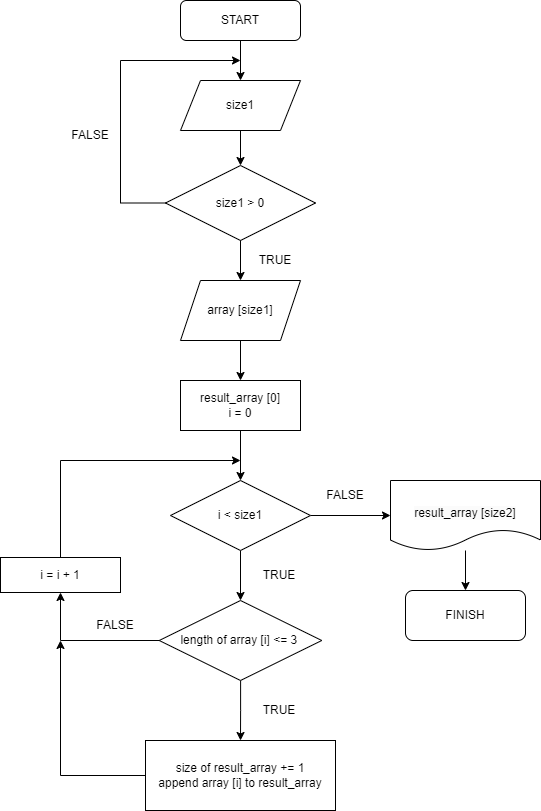 START
size1
FALSE
size1 > 0
TRUE
array [size1]
result_array [0]
i = 0
i < size1
FALSE
result_array [size2]
TRUE
i = i + 1
FINISH
FALSE
length of array [i] <= 3
TRUE
size of result_array += 1
append array [i] to result_array